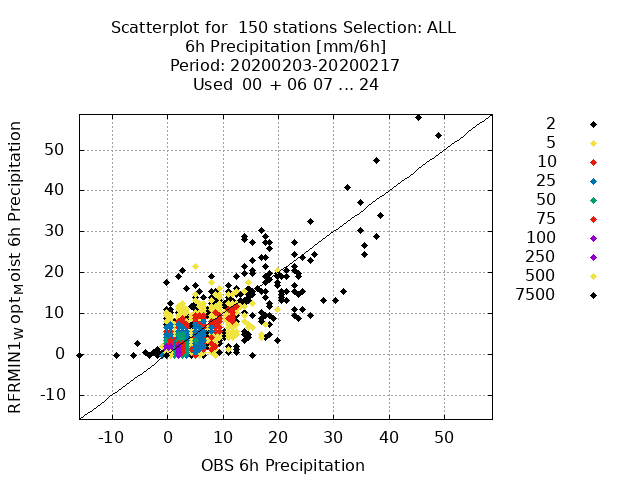 Scatterplot for  150 stations Selection: ALL
6h Precipitation [mm/6h]
Period: 20200203-20200217
Used  00  + 06 07 ... 24
RFRMIN1_W opt_Moist 6h Precipitation
50
40
30
20
10
0
-10
-10 0 10 20 30 40 50
OBS 6h Precipitation
2
5
10
25
50
75
100
250
500
7500